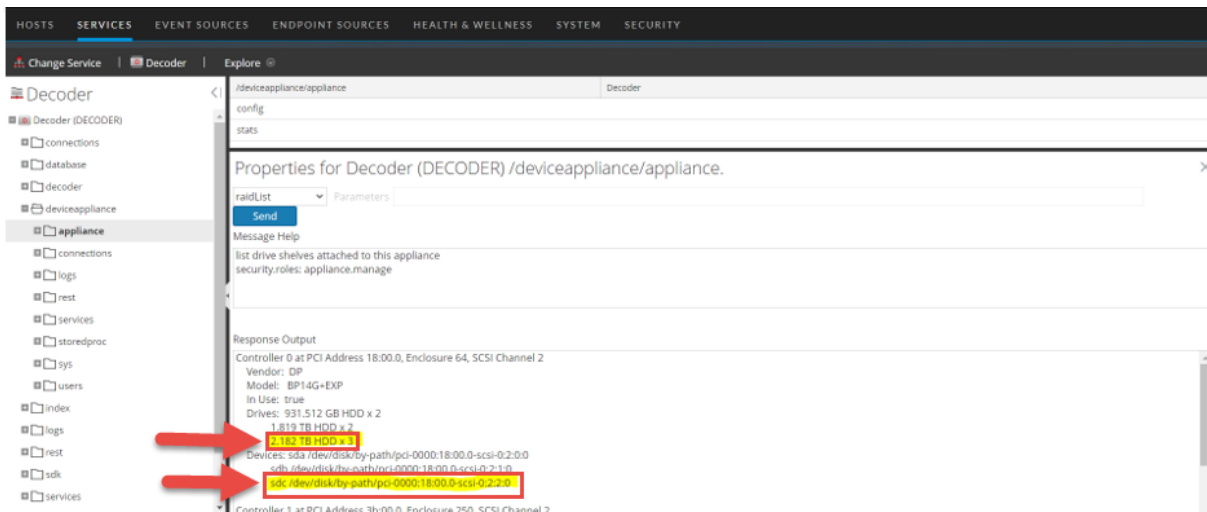 HOSTS SERVICES EVENT SOURCES ENDPOINT SOURCES HEALTH & WELLNESS SYSTEM SECURITY
Change Service | Decoder | Explore
Decoder
Decoder (DECODER)
connections
database
decoder
deviceappliance
appliance
connections
logs
rest
services
storedproc
sys
users
index
logs
rest
sdk
services
/deviceappliance/appliance Decoder
config
stats
Properties for Decoder (DECODER) /deviceappliance/appliance.
raidList Parameters
Send
Message Help
list drive shelves attached to this appliance
security.roles: appliance.manage
Response Output
Controller 0 at PCI Address 18:00.0, Enclosure 64, SCSI Channel 2
Vendor: DP
Model: BP14G+EXP
In Use: true
Drives: 931.512 GB HDD x 2
1.819 TB HDD x 2
2.182 TB HDD x 3
Devices: sda /dev/disk/by-path/pci-0000:18:00.0-scsi-0:2:0:0
sdb /dev/disk/by-path/pci-0000:18:00.0-scsi-0:2:1:0
sdc /dev/disk/by-path/pci-0000:18:00.0-scsi-0:2:2:0
Controller 1 at PCI Address 3b:00.0, Enclosure 250, SCSI Channel 2